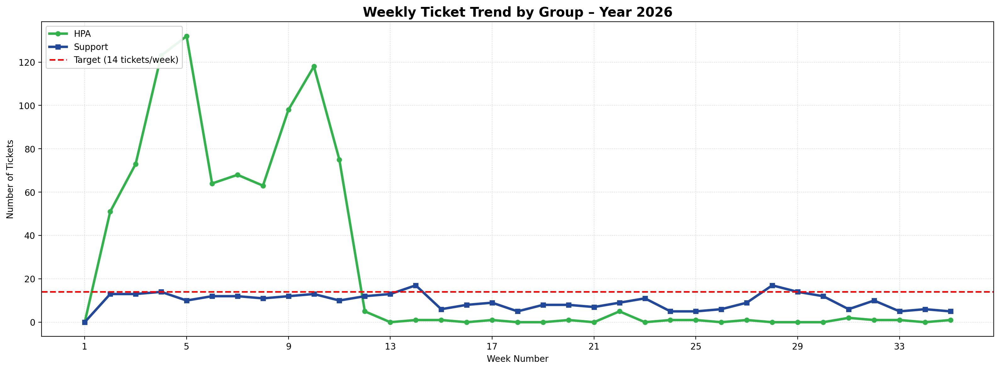 Weekly Ticket Trend by Group – Year 2026
HPA
Support
Target (14 tickets/week)
Number of Tickets
120
100
80
60
40
20
0
1 5 9 13 17 21 25 29 33
Week Number